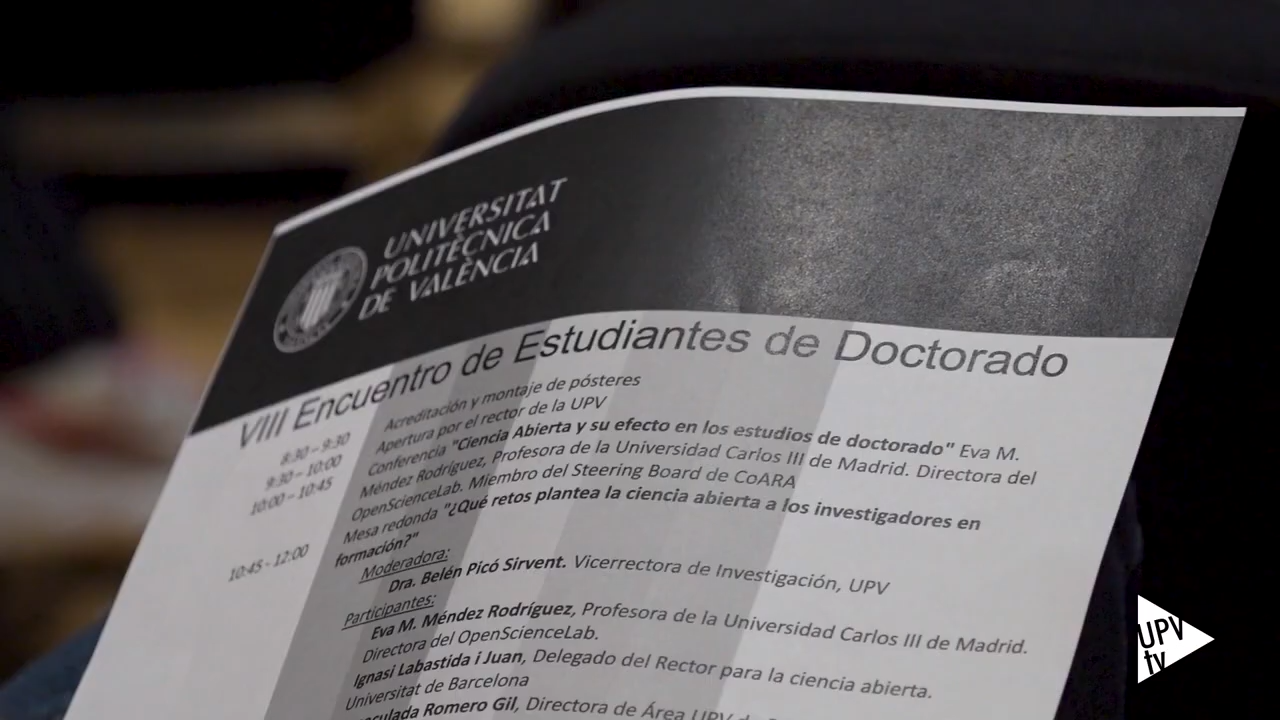 UNIVERSITAT
POLITÈCNICA
DE VALÈNCIA
VIII Encuentro de Estudiantes de Doctorado
8:30 – 9:30 Acreditación y montaje de pósteres
9:30 – 10:00 Apertura por el rector de la UPV
10:00 – 10:45 Conferencia "Ciencia Abierta y su efecto en los estudios de doctorado" Eva M.
Méndez Rodríguez, Profesora de la Universidad Carlos III de Madrid. Directora del
OpenScienceLab. Miembro del Steering Board de CoARA
10:45 - 12:00 Mesa redonda "¿Qué retos plantea la ciencia abierta a los investigadores en
formación?"
Moderadora:
Dra. Belén Picó Sirvent. Vicerrectora de Investigación, UPV
Participantes:
Eva M. Méndez Rodríguez, Profesora de la Universidad Carlos III de Madrid.
Directora del OpenScienceLab.
Ignasi Labastida i Juan, Delegado del Rector para la ciencia abierta.
Universitat de Barcelona
Romero Gil, Directora de Área UPV
UPV
tv